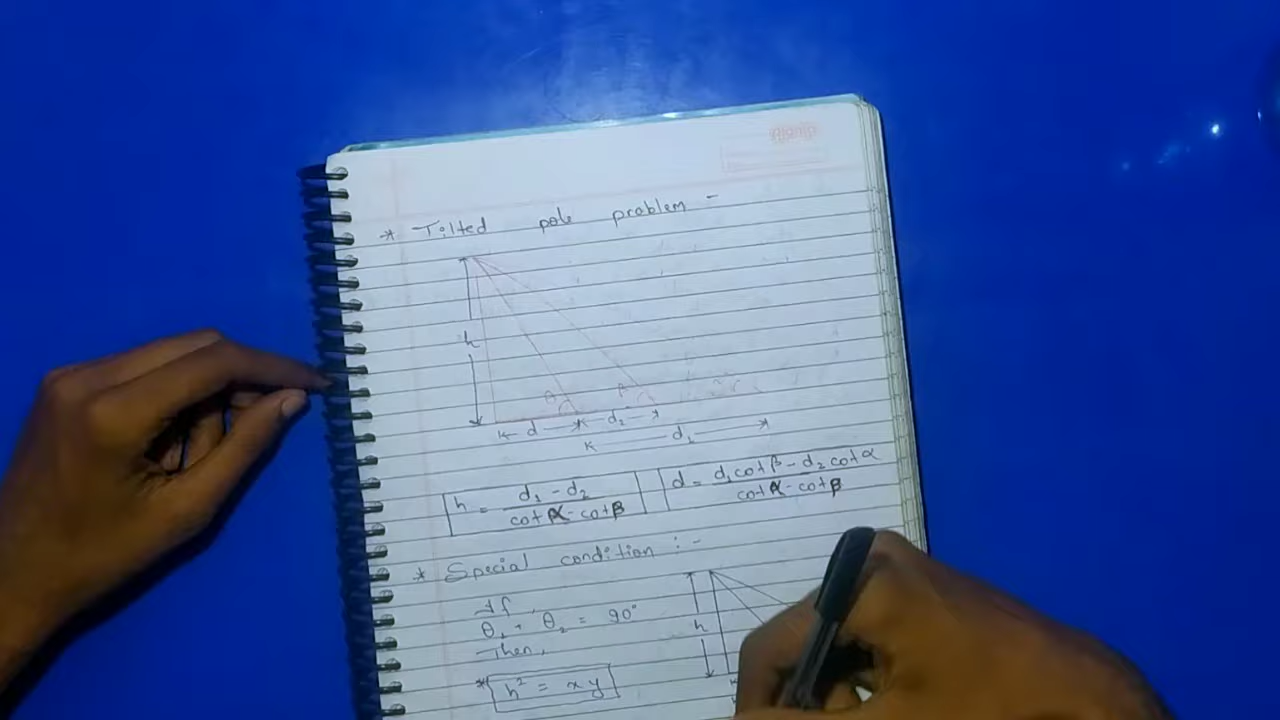 * Tilted pole problem -
h
θ β
d d₂
d₁
h = d₁ - d₂ / cot α - cot β
d = d₁ cot β - d₂ cot α / cot α - cot β
* Special condition :-
If,
θ₁ + θ₂ = 90°
h
Then,
* h² = xy